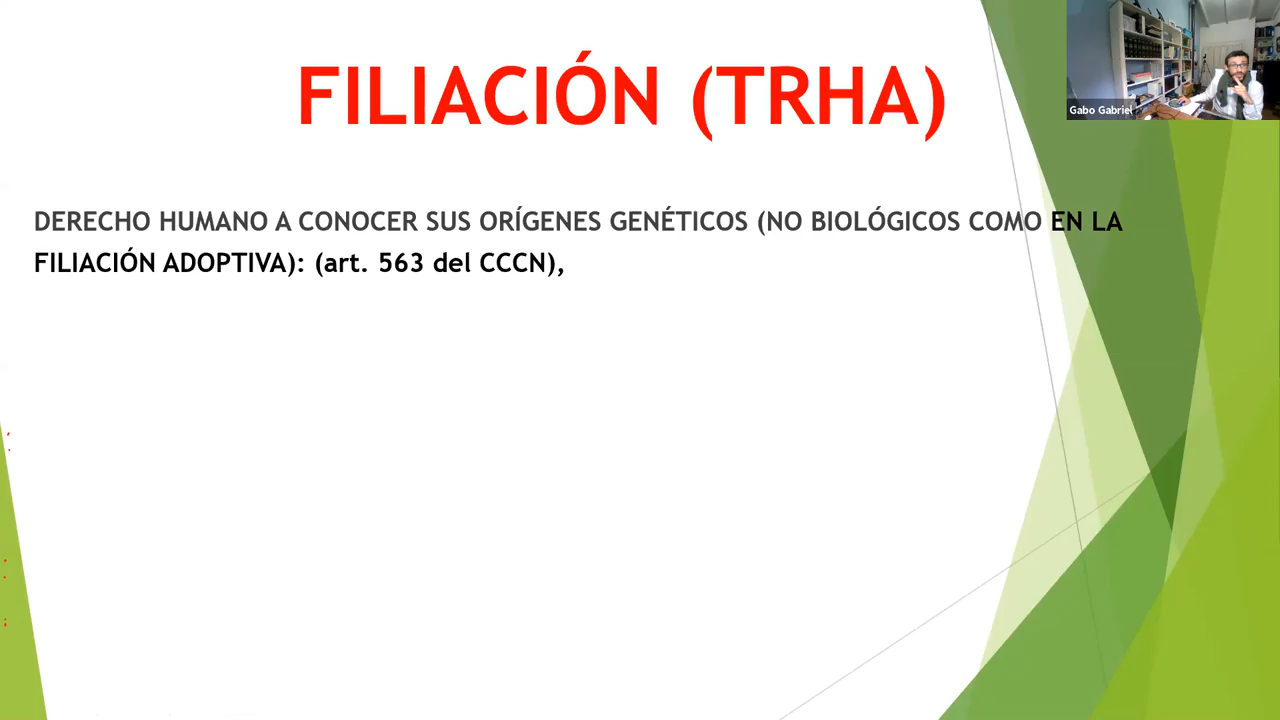 FILIACIÓN (TRHA)
Gabo Gabriel
DERECHO HUMANO A CONOCER SUS ORÍGENES GENÉTICOS (NO BIOLÓGICOS COMO EN LA
FILIACIÓN ADOPTIVA): (art. 563 del CCCN),